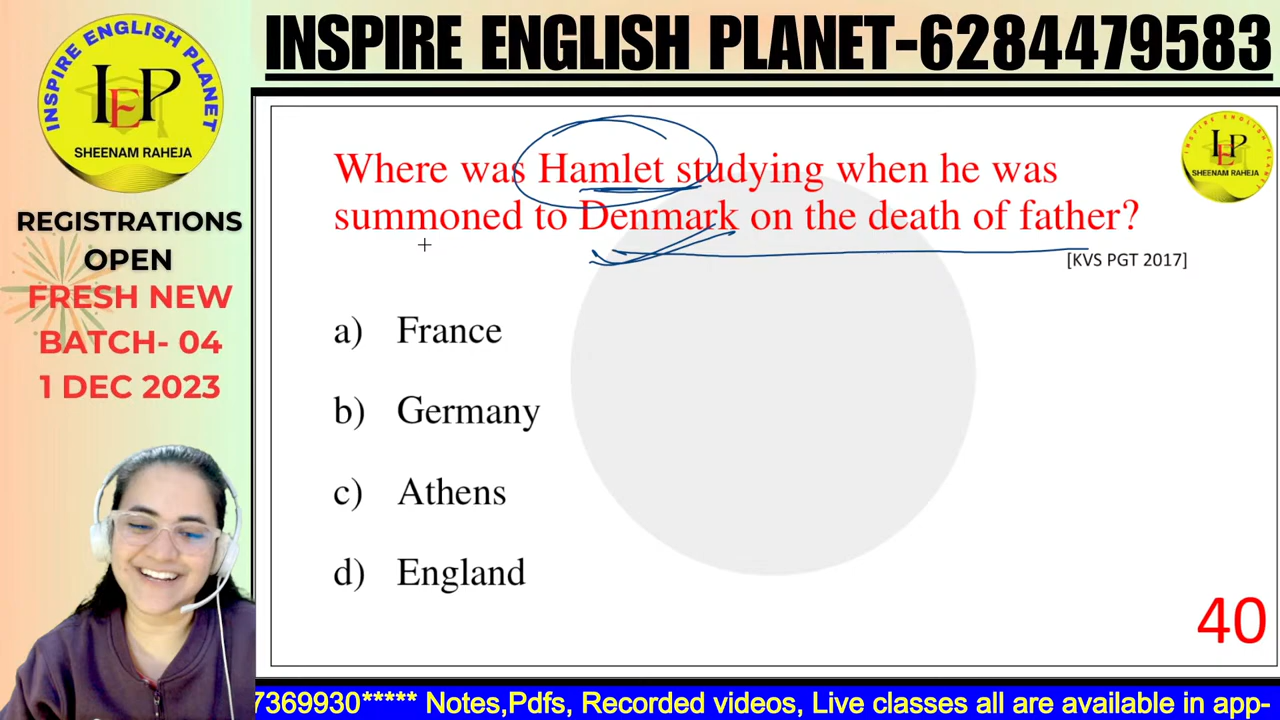 INSPIRE ENGLISH PLANET-6284479583
INSPIRE ENGLISH PLANET
IEP
SHEENAM RAHEJA
REGISTRATIONS
OPEN
FRESH NEW
BATCH- 04
1 DEC 2023
Where was Hamlet studying when he was
summoned to Denmark on the death of father?
[KVS PGT 2017]
a) France
b) Germany
c) Athens
d) England
INSPIRE ENGLISH PLANET
IEP
SHEENAM RAHEJA
40
7369930***** Notes,Pdfs, Recorded videos, Live classes all are available in app-